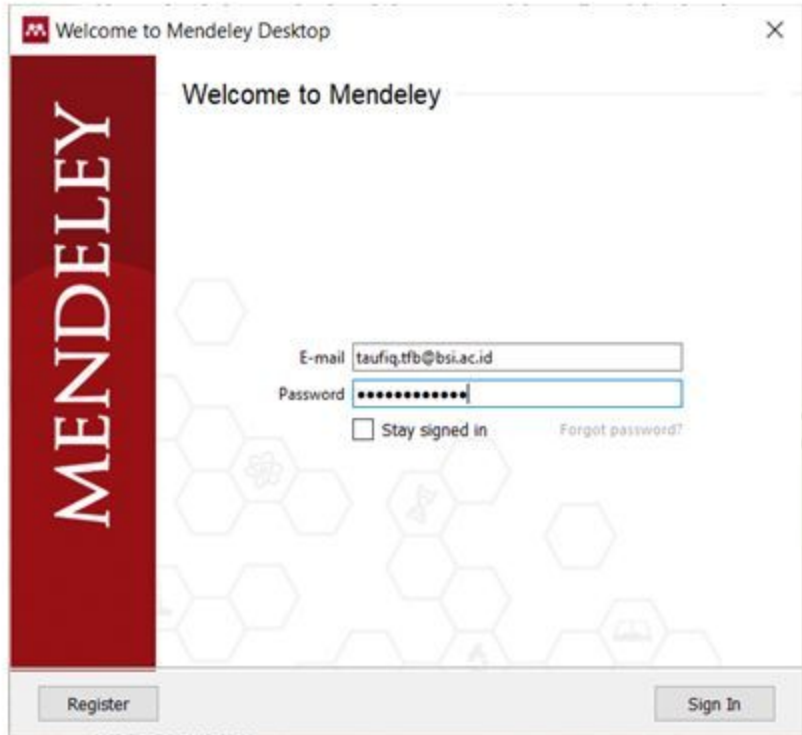 Welcome to Mendeley Desktop
MENDELEY
Welcome to Mendeley
E-mail taufiq.tfb@bsi.ac.id
Password ••••••••••••
Stay signed in Forgot password?
Register Sign In